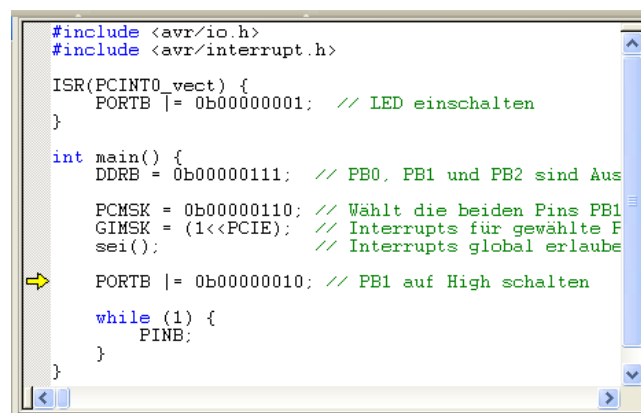 #include <avr/io.h>
#include <avr/interrupt.h>
ISR(PCINT0_vect) {
PORTB |= 0b00000001;  // LED einschalten
}
int main() {
DDRB = 0b00000111;  // PB0, PB1 und PB2 sind Aus
PCMSK = 0b00000110; // Wählt die beiden Pins PB1
GIMSK = (1<<PCIE);  // Interrupts für gewählte P
sei();              // Interrupts global erlaube
PORTB |= 0b00000010; // PB1 auf High schalten
while (1) {
PINB;
}
}